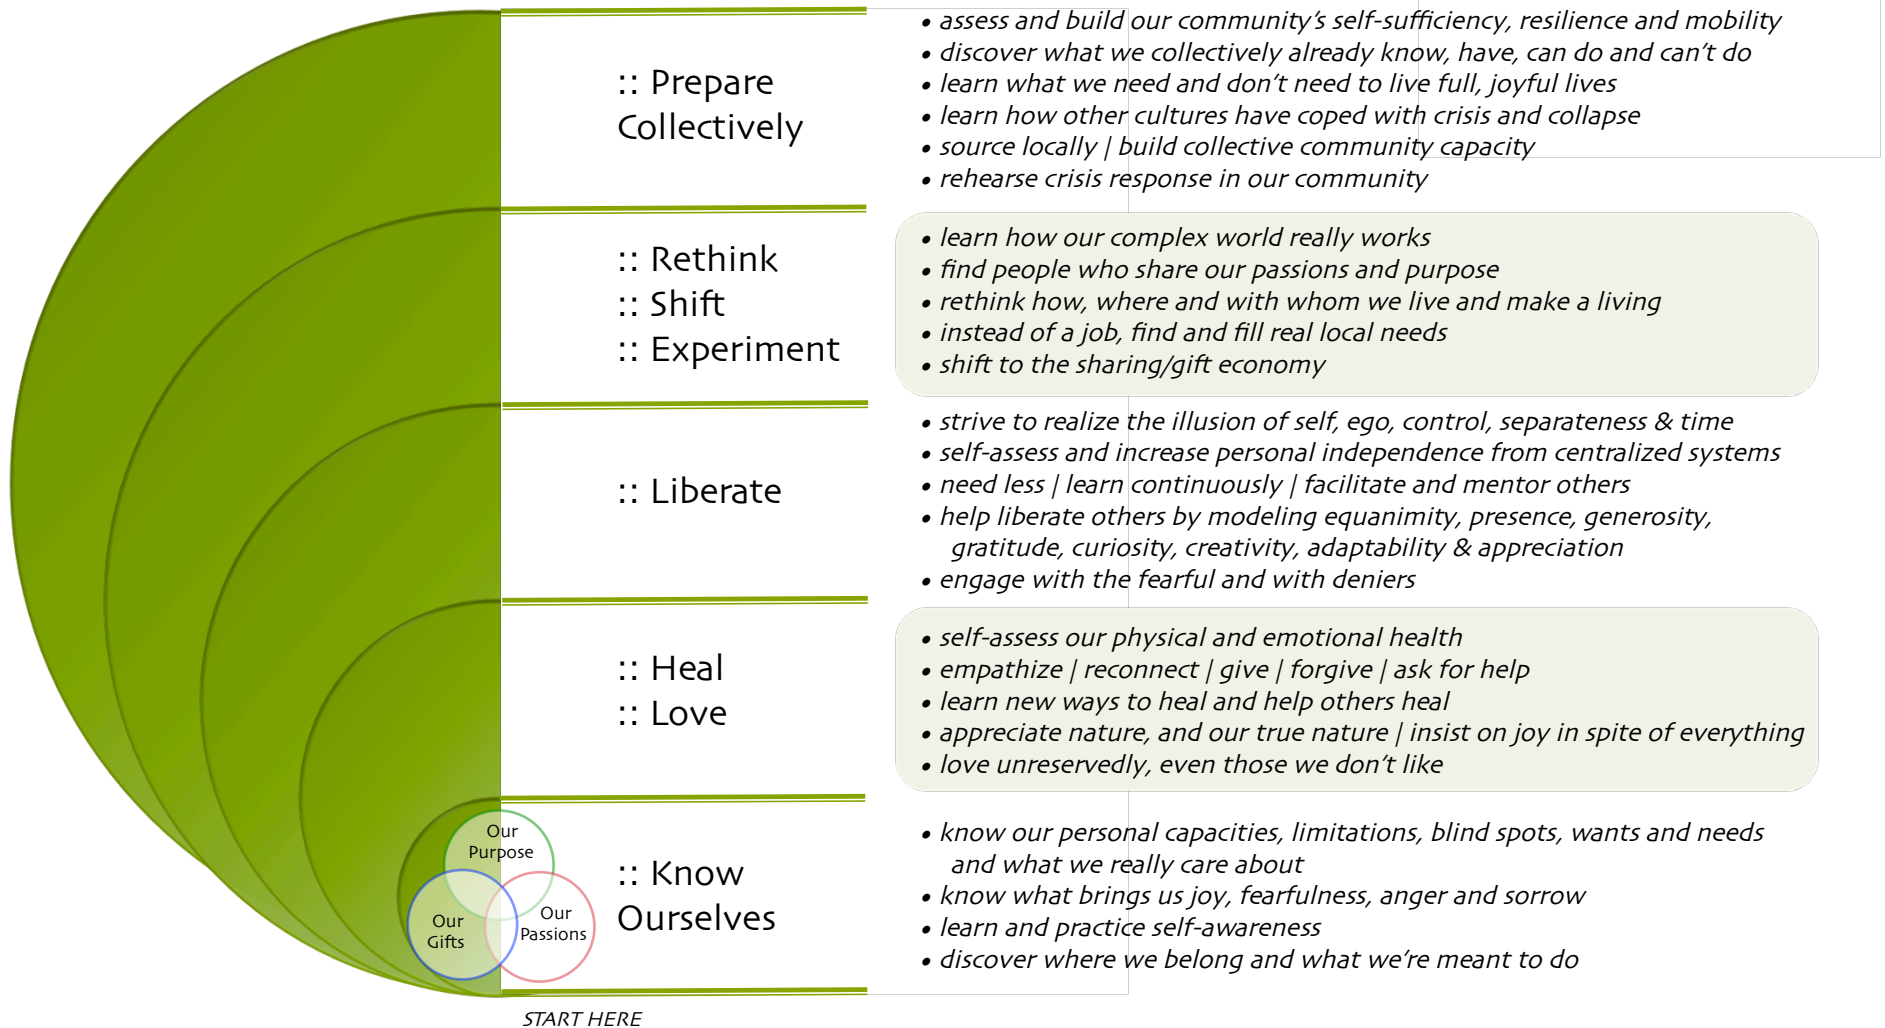 :: Prepare
Collectively
• assess and build our community's self-sufficiency, resilience and mobility
• discover what we collectively already know, have, can do and can't do
• learn what we need and don't need to live full, joyful lives
• learn how other cultures have coped with crisis and collapse
• source locally | build collective community capacity
• rehearse crisis response in our community
:: Rethink
:: Shift
:: Experiment
• learn how our complex world really works
• find people who share our passions and purpose
• rethink how, where and with whom we live and make a living
• instead of a job, find and fill real local needs
• shift to the sharing/gift economy
:: Liberate
• strive to realize the illusion of self, ego, control, separateness & time
• self-assess and increase personal independence from centralized systems
• need less | learn continuously | facilitate and mentor others
• help liberate others by modeling equanimity, presence, generosity,
gratitude, curiosity, creativity, adaptability & appreciation
• engage with the fearful and with deniers
:: Heal
:: Love
• self-assess our physical and emotional health
• empathize | reconnect | give | forgive | ask for help
• learn new ways to heal and help others heal
• appreciate nature, and our true nature | insist on joy in spite of everything
• love unreservedly, even those we don't like
Our
Purpose
Our
Gifts
Our
Passions
:: Know
Ourselves
• know our personal capacities, limitations, blind spots, wants and needs
and what we really care about
• know what brings us joy, fearfulness, anger and sorrow
• learn and practice self-awareness
• discover where we belong and what we're meant to do
START HERE